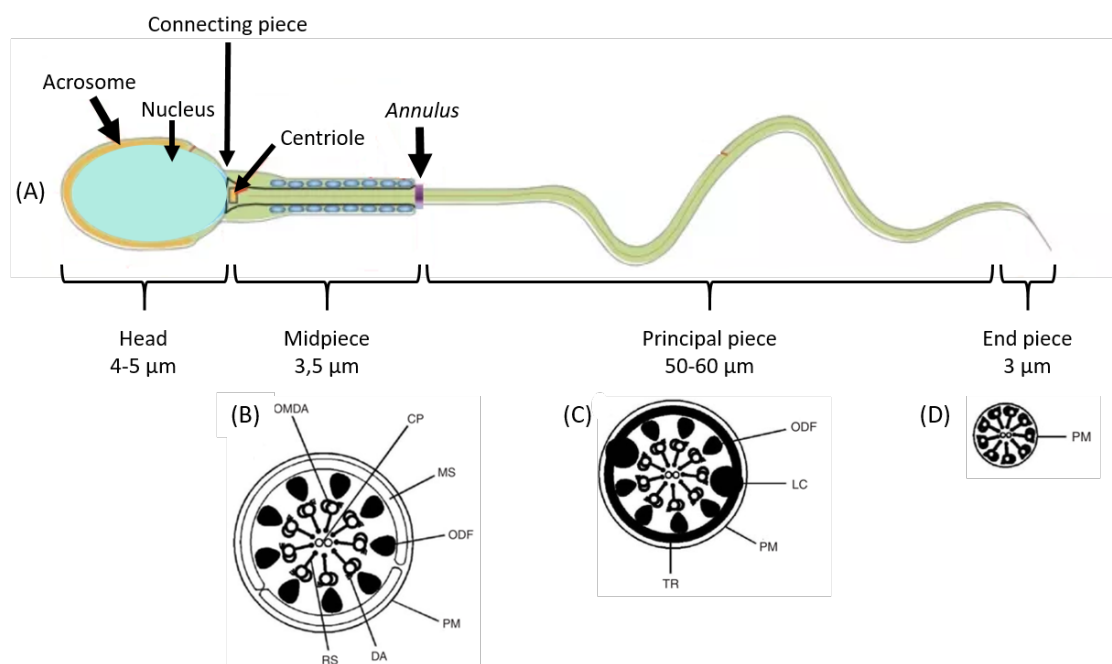 Connecting piece
Acrosome
Nucleus
Annulus
Centriole
(A)
Head
4-5 µm
Midpiece
3,5 µm
Principal piece
50-60 µm
End piece
3 µm
(B)
OMDA
CP
MS
ODF
PM
DA
RS
(C)
ODF
LC
PM
TR
(D)
PM